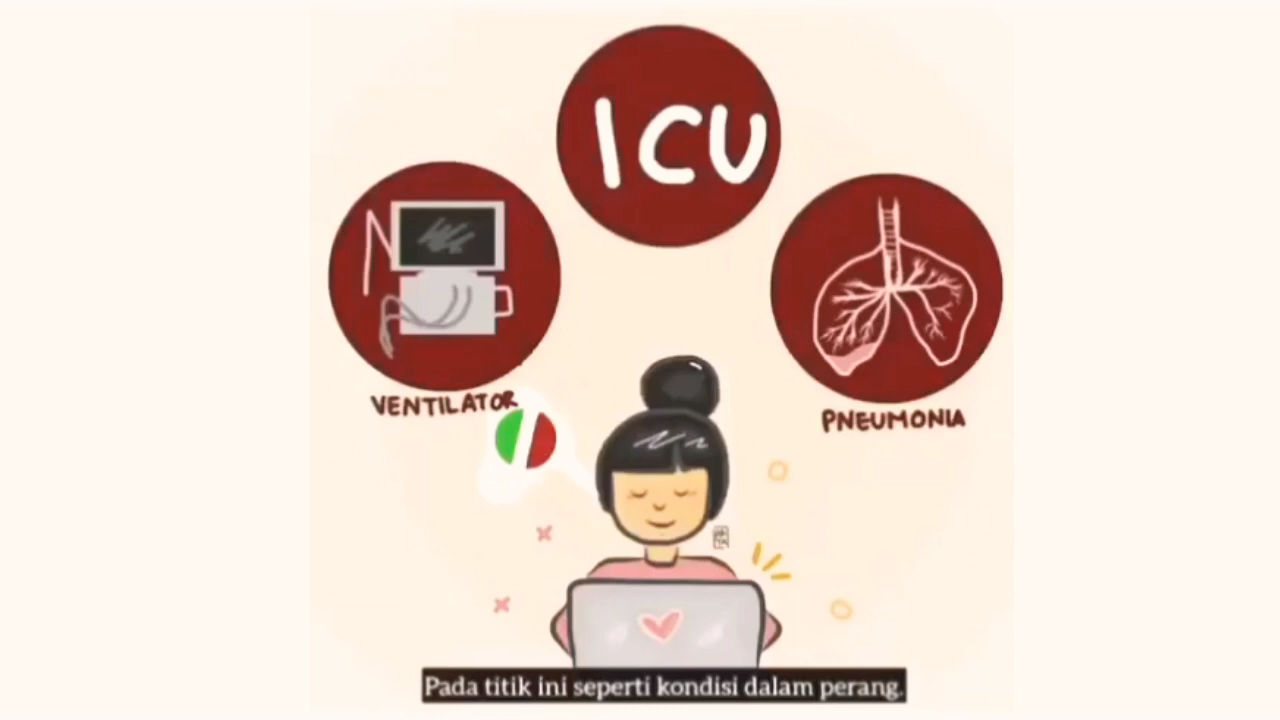 ICU
VENTILATOR
PNEUMONIA
Pada titik ini seperti kondisi dalam perang.